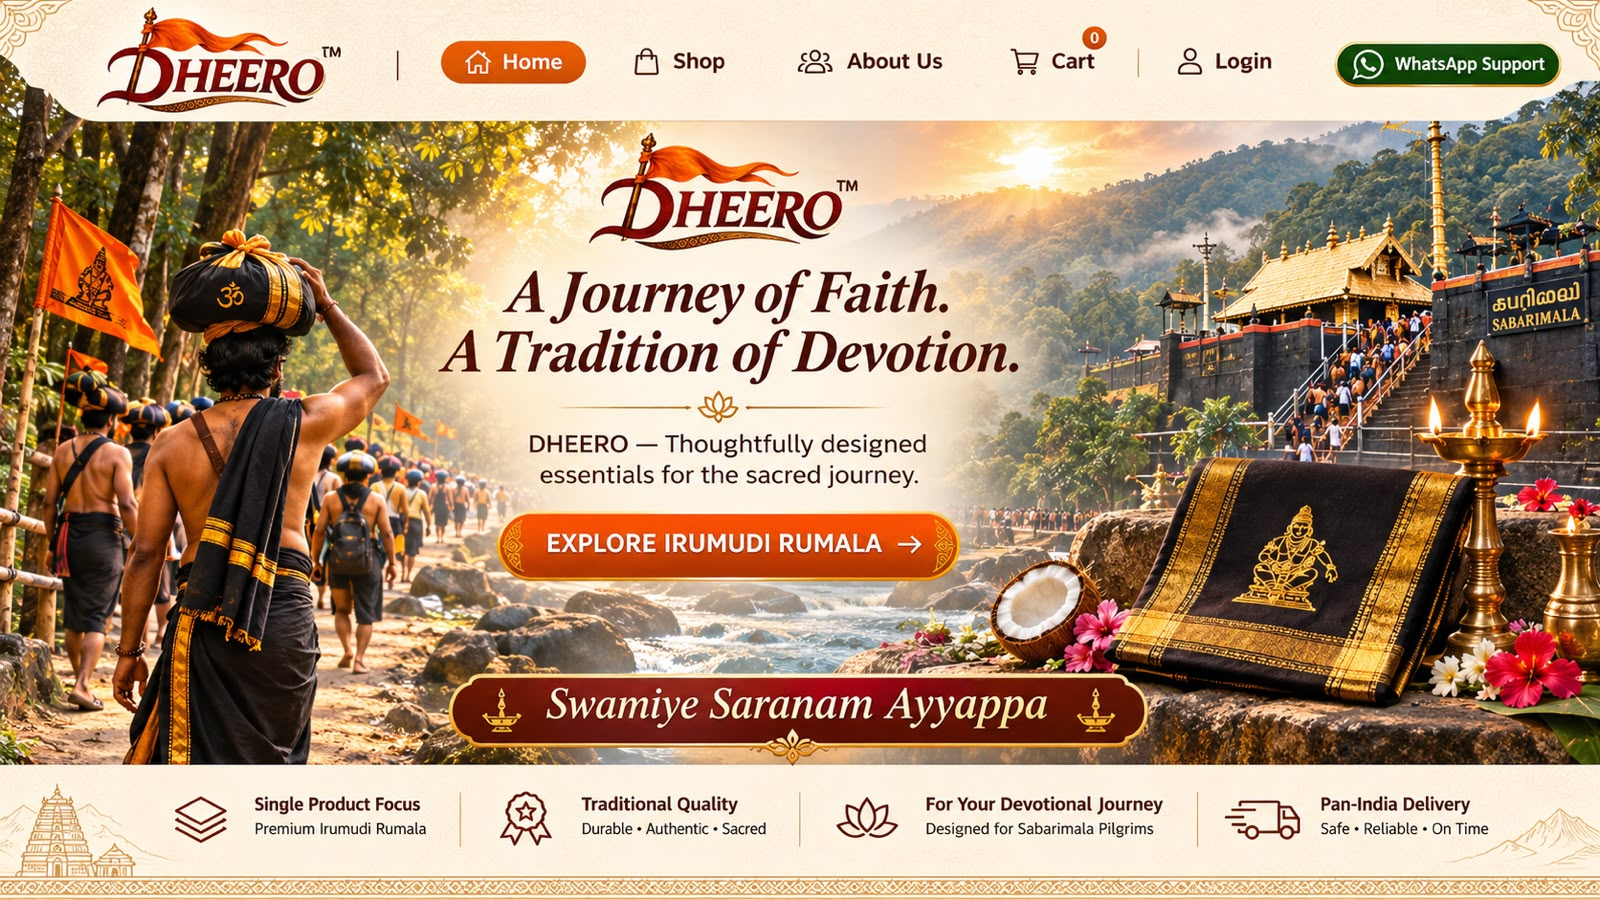 DHEERO™
Home
Shop
About Us
0
Cart
Login
WhatsApp Support
DHEERO™
A Journey of Faith.
A Tradition of Devotion.
DHEERO — Thoughtfully designed
essentials for the sacred journey.
EXPLORE IRUMUDI RUMALA →
ॐ
SABARIMALA
Swamiye Saranam Ayyappa
Single Product Focus
Premium Irumudi Rumala
Traditional Quality
Durable • Authentic • Sacred
For Your Devotional Journey
Designed for Sabarimala Pilgrims
Pan-India Delivery
Safe • Reliable • On Time